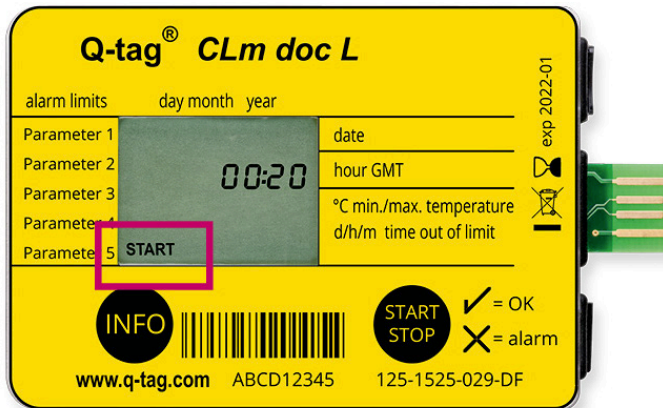 Q-tag® CLm doc L
alarm limits day month year
exp 2022-01
Parameter 1
date
Parameter 2
00:20
hour GMT
Parameter 3
°C min./max. temperature
Parameter 4
d/h/m time out of limit
Parameter 5
START
INFO
START
STOP
✓ = OK
✗ = alarm
www.q-tag.com ABCD12345 125-1525-029-DF